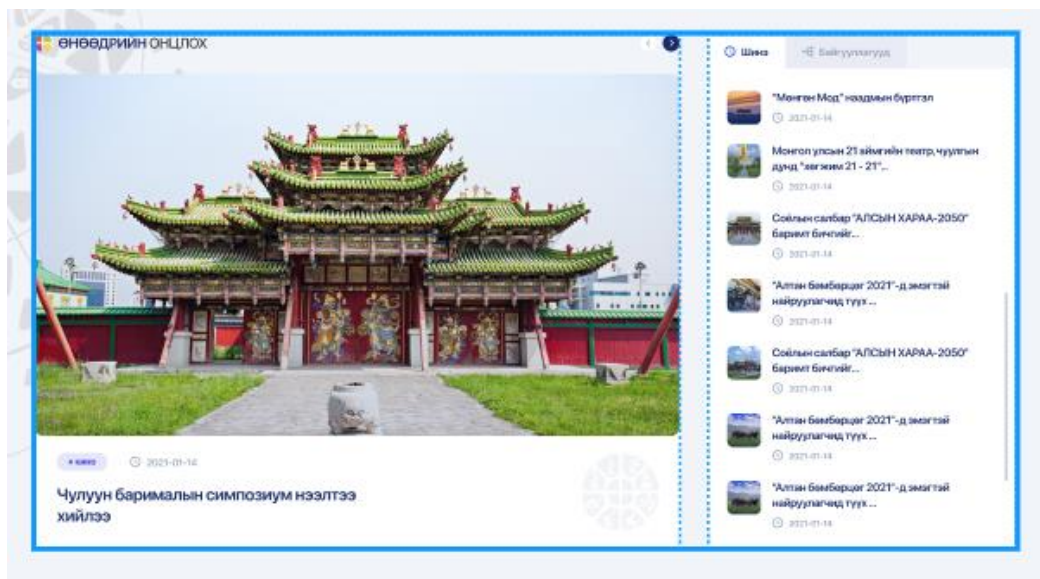 ӨНӨӨДРИЙН ОНЦЛОХ
• кино
2021-01-14
Чулуун барималын симпозиум нээлтээ
хийлээ
Шинэ
Байгууллагууд
"Мөнгөн Мод" наадмын бүртгэл
2021-01-14
Монгол улсын 21 аймгийн театр, чуулгын
дунд "хөгжим 21 - 21"...
2021-01-14
Соёлын салбар "АЛСЫН ХАРАА-2050"
баримт бичгийг...
2021-01-14
"Алтан бөмбөрцөг 2021"-д эмэгтэй
найруулагчид түүх ...
2021-01-14
Соёлын салбар "АЛСЫН ХАРАА-2050"
баримт бичгийг...
2021-01-14
"Алтан бөмбөрцөг 2021"-д эмэгтэй
найруулагчид түүх ...
2021-01-14
"Алтан бөмбөрцөг 2021"-д эмэгтэй
найруулагчид түүх ...
2021-01-14